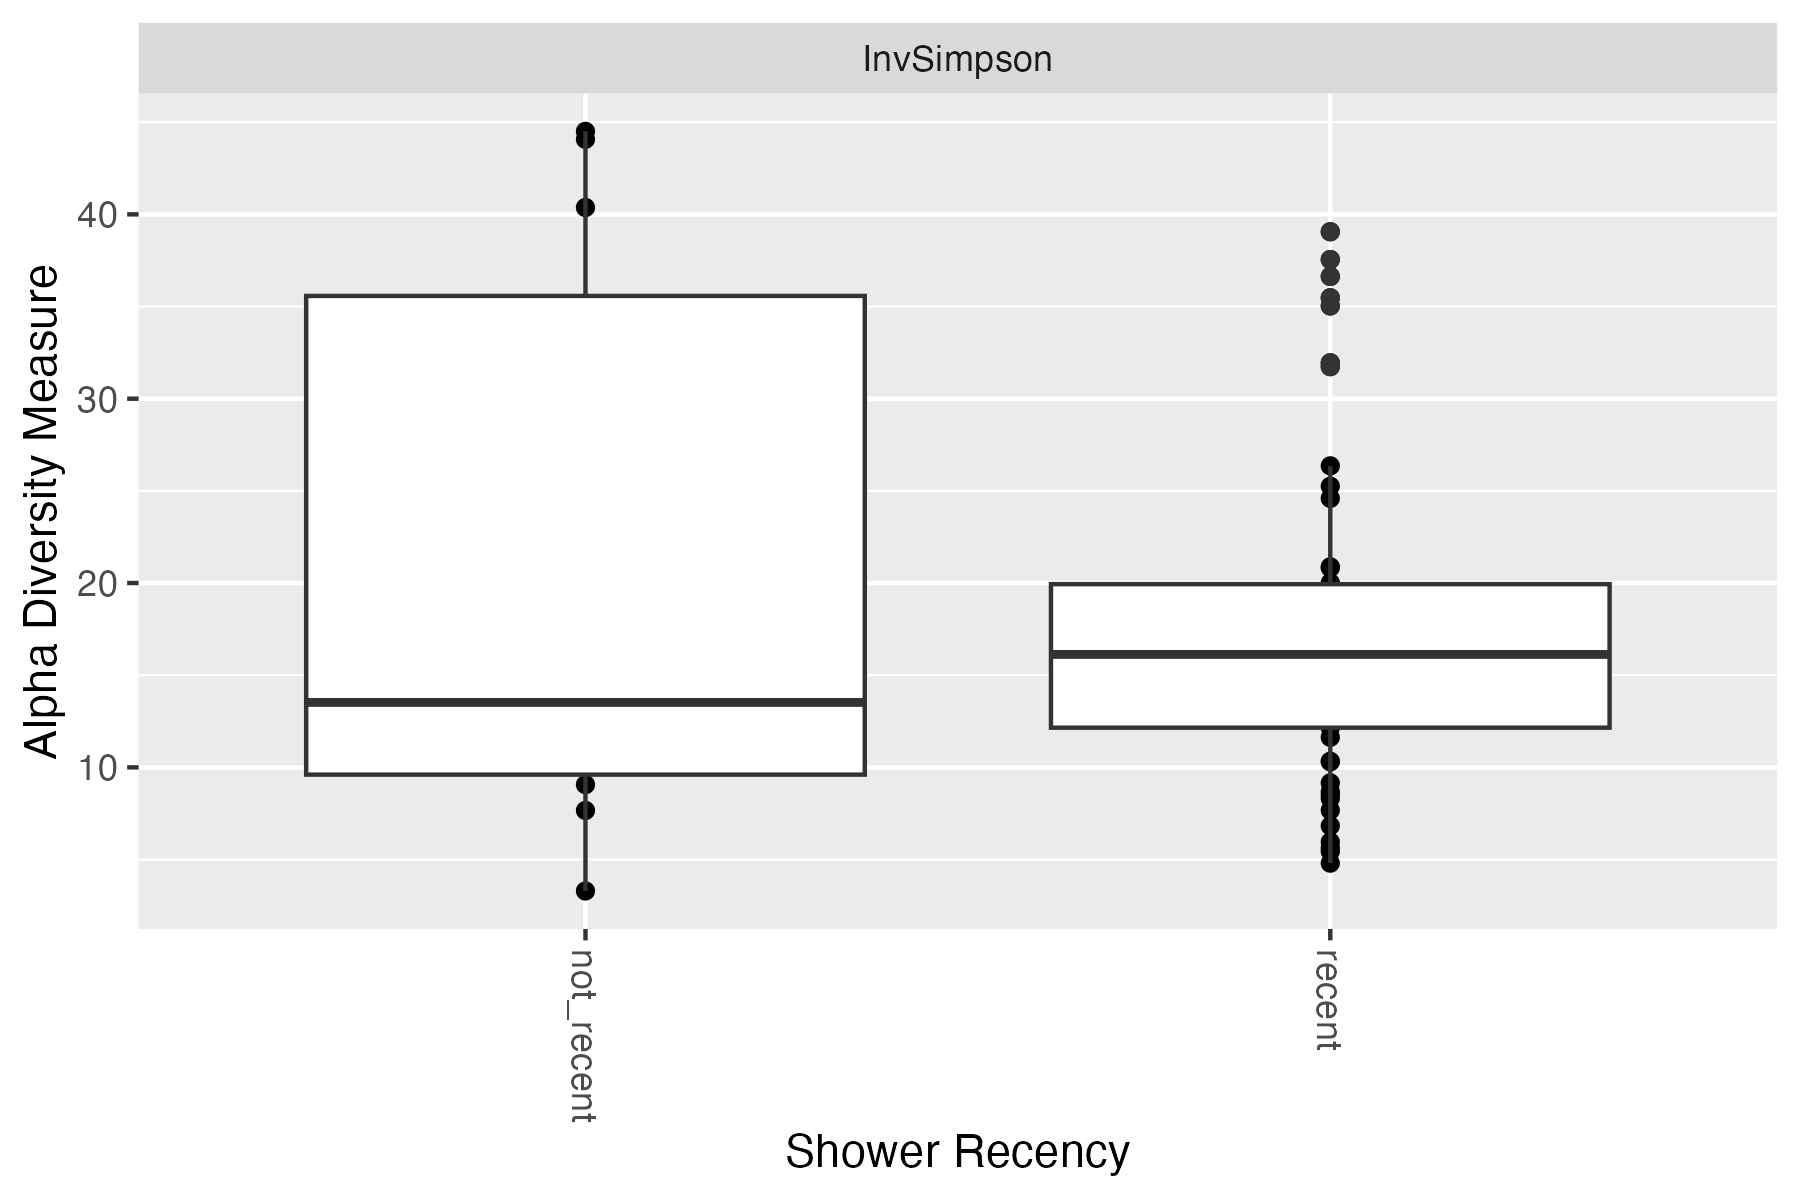 InvSimpson
Alpha Diversity Measure
40
30
20
10
not_recent
recent
Shower Recency